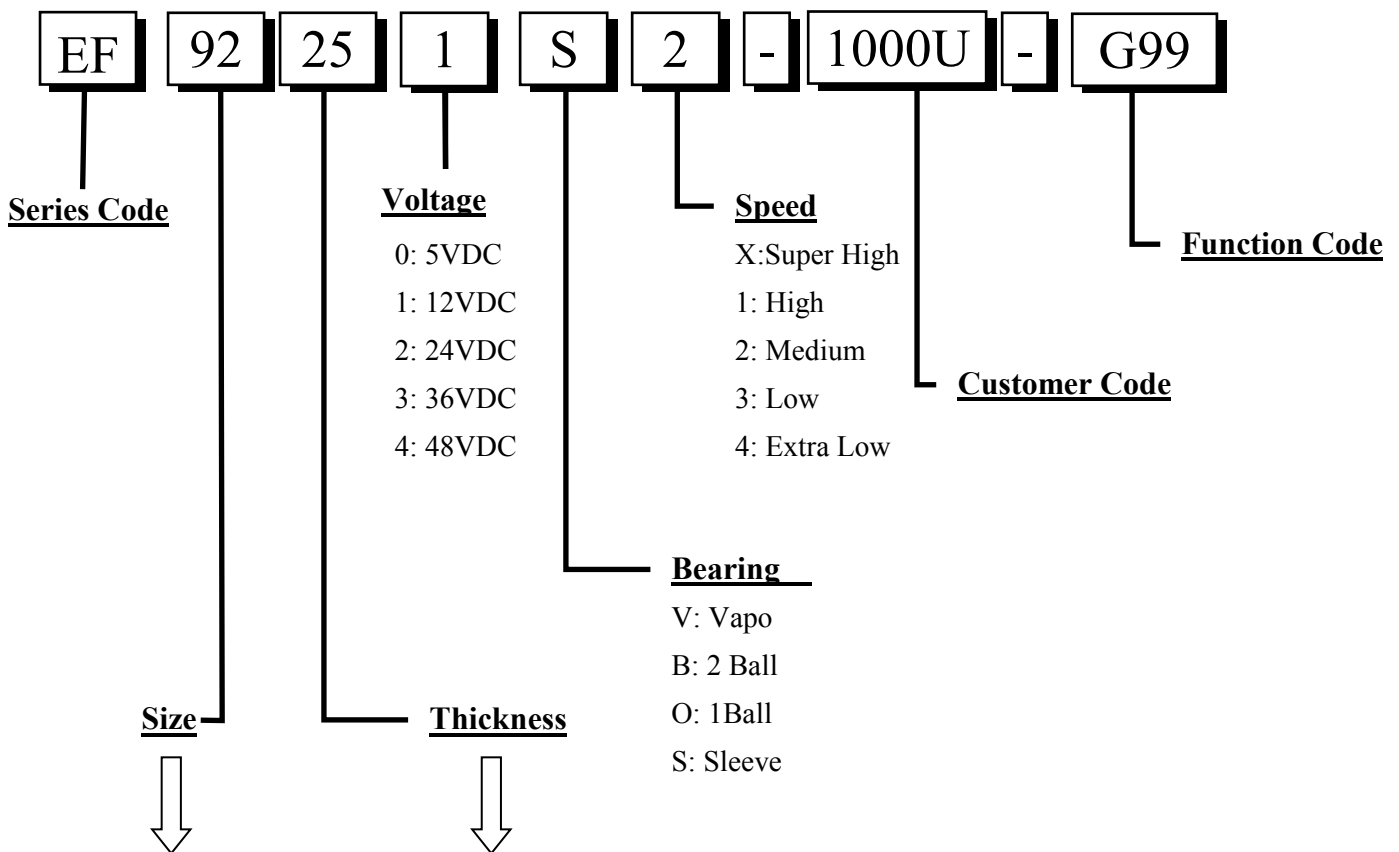 EF 92 25 1 S 2 - 1000U - G99
Series Code
Voltage
0: 5VDC
1: 12VDC
2: 24VDC
3: 36VDC
4: 48VDC
Speed
X:Super High
1: High
2: Medium
3: Low
4: Extra Low
Function Code
Customer Code
Bearing
V: Vapo
B: 2 Ball
O: 1Ball
S: Sleeve
Size
Thickness